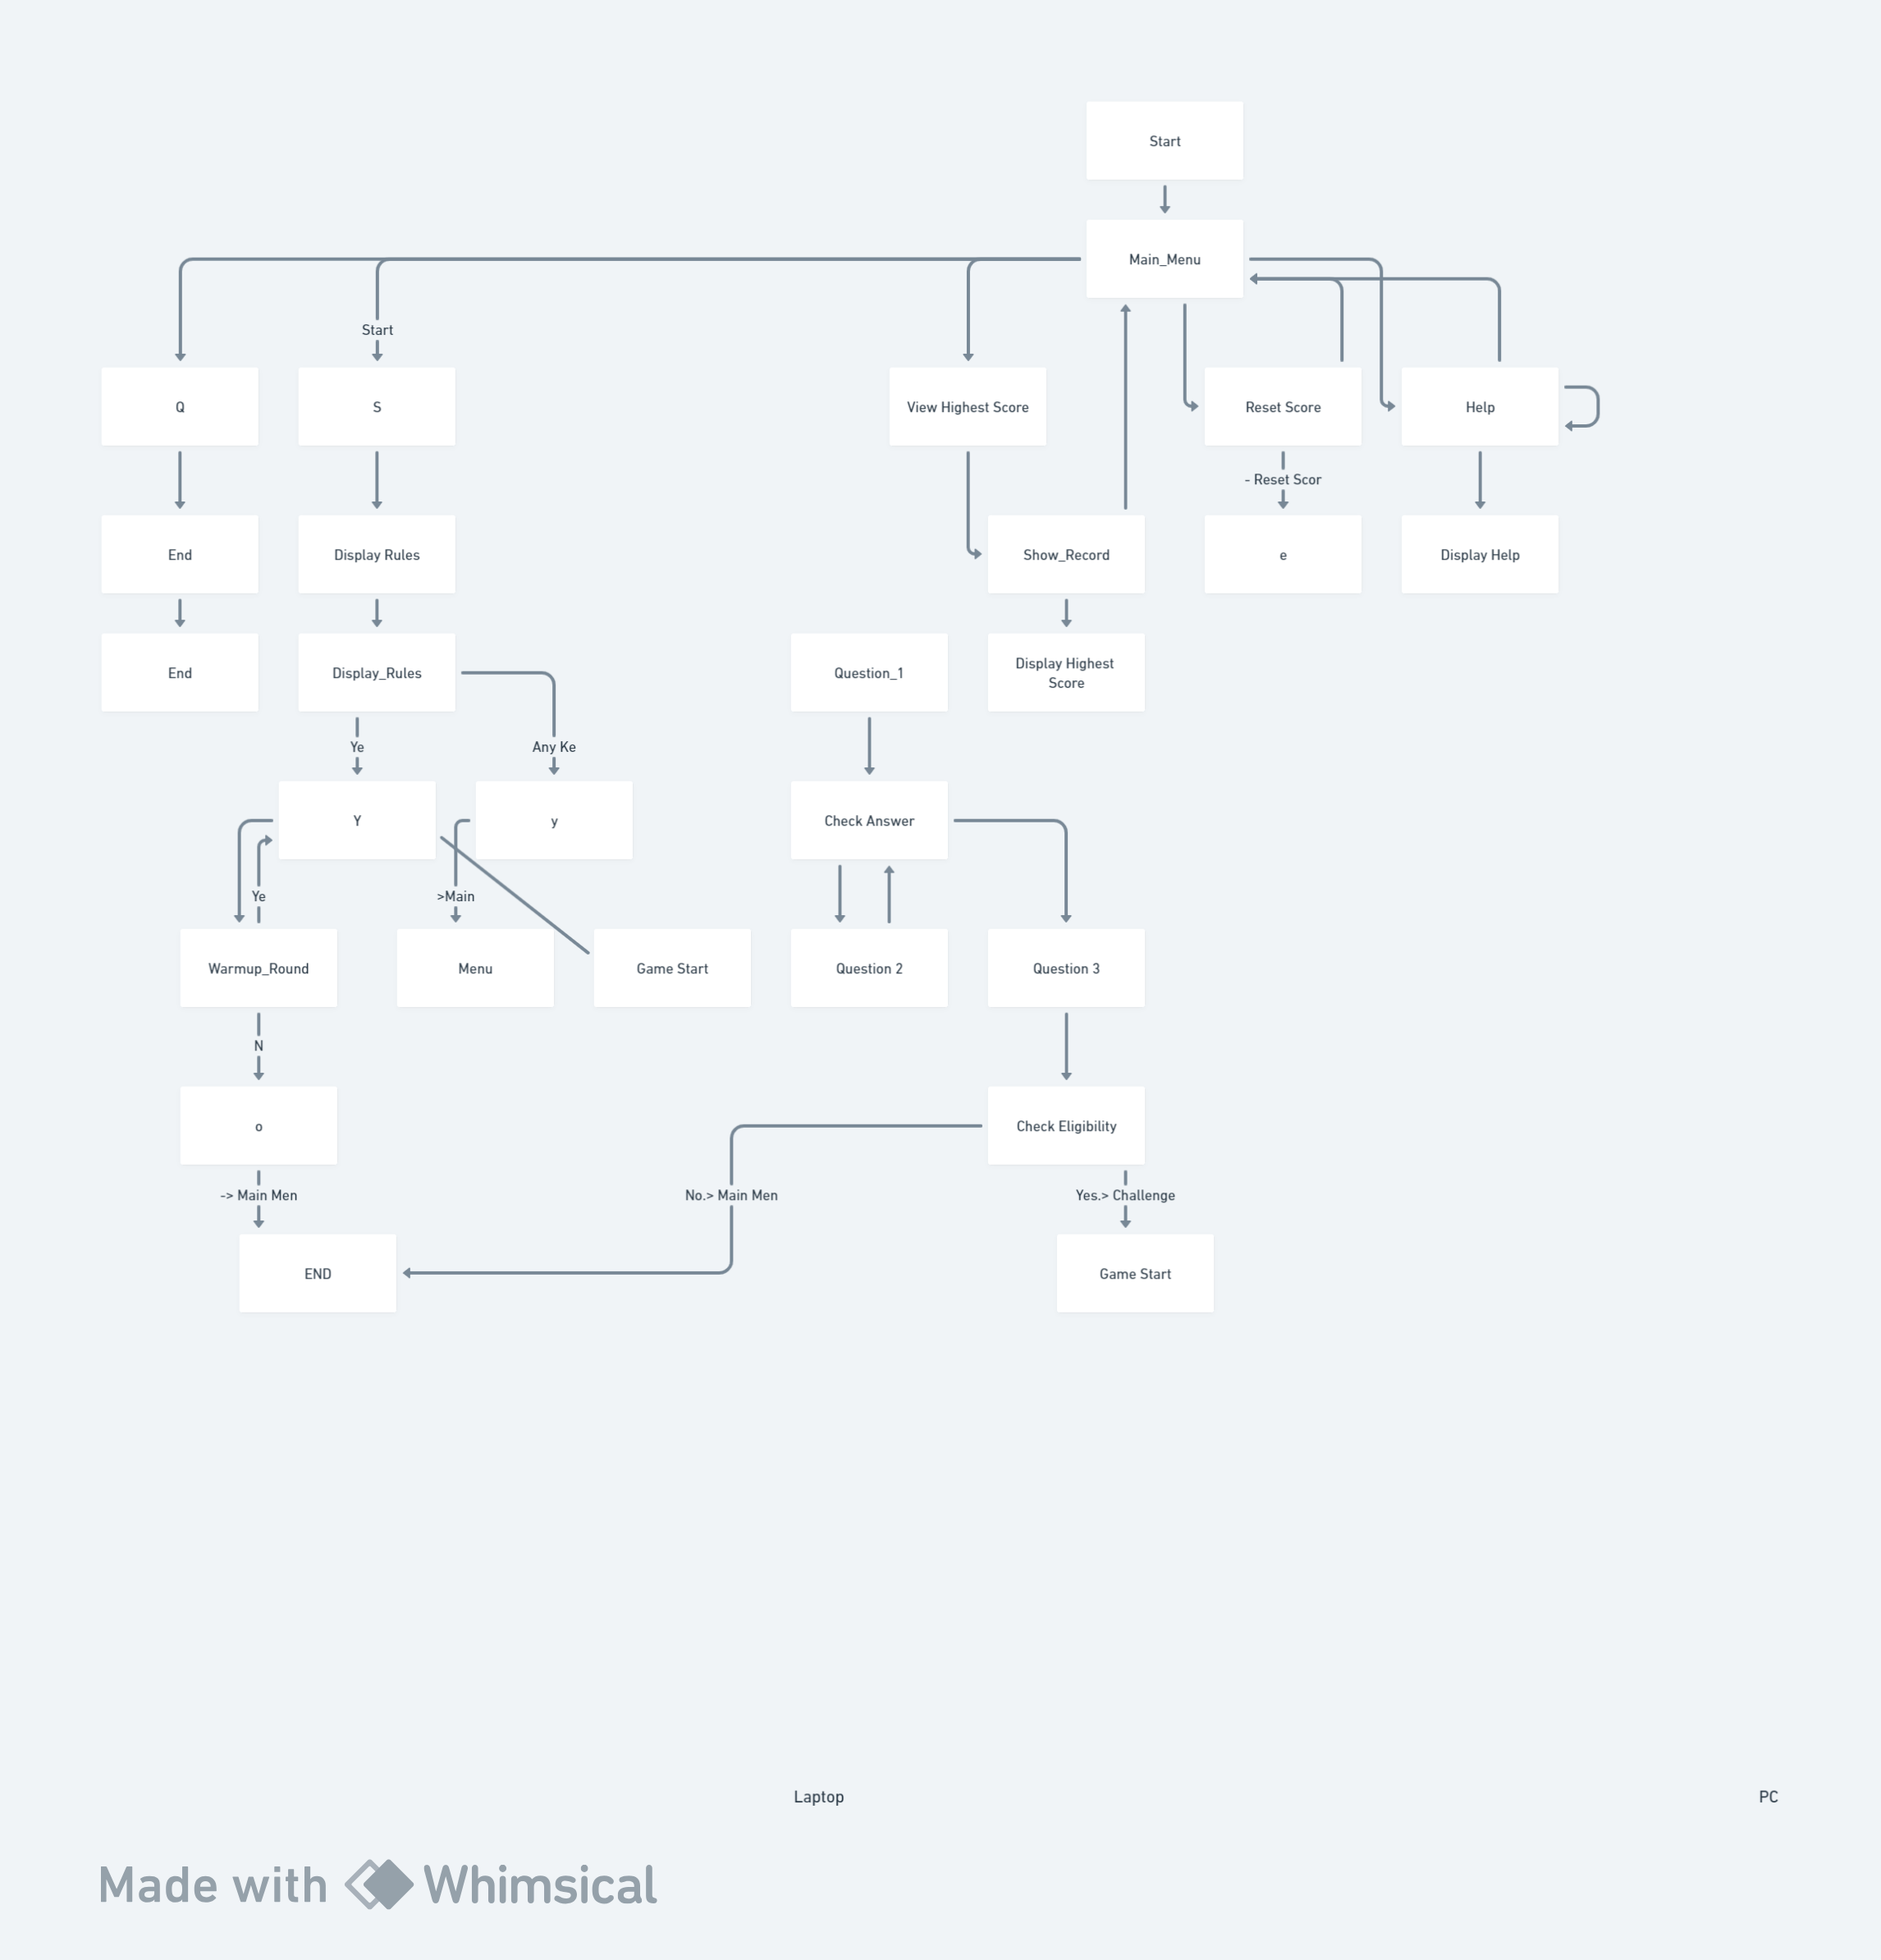 Start
Main_Menu
Start
Q
S
View Highest Score
Reset Score
Help
- Reset Scor
End
Display Rules
Show_Record
e
Display Help
End
Display_Rules
Question_1
Display Highest
Score
Ye
Any Ke
Y
y
Check Answer
Ye
>Main
Warmup_Round
Menu
Game Start
Question 2
Question 3
N
o
Check Eligibility
-> Main Men
No.> Main Men
Yes.> Challenge
END
Game Start
Laptop
PC
Made with Whimsical